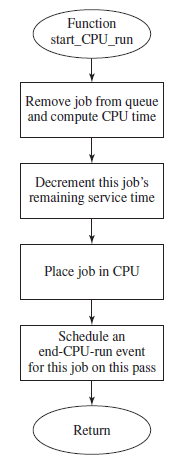 Function
start_CPU_run
Remove job from queue
and compute CPU time
Decrement this job's
remaining service time
Place job in CPU
Schedule an
end-CPU-run event
for this job on this pass
Return